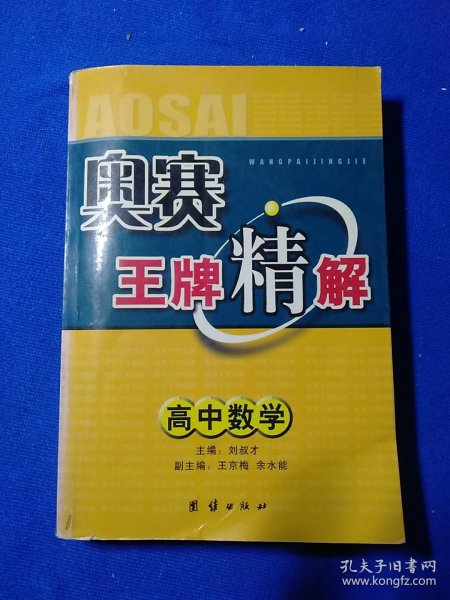 AOSAI
WANGPAIJINGJIE
奥赛
王牌精解
高中数学
主编：刘叔才
副主编：王京梅 余水能
团结出版社
孔夫子旧书网
www.kongfz.com